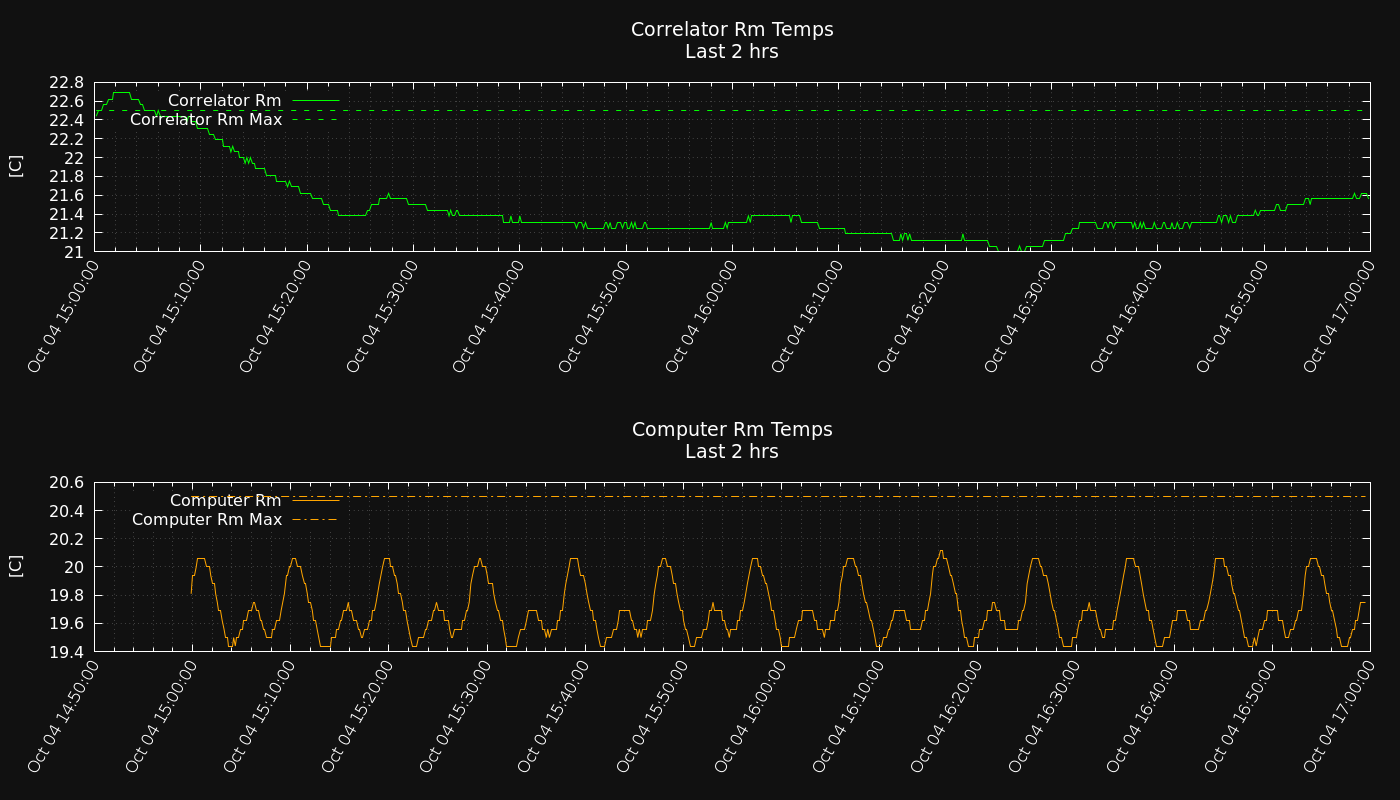 Correlator Rm Temps
Last 2 hrs
[C]
22.8
22.6
22.4
22.2
22
21.8
21.6
21.4
21.2
21
Correlator Rm
Correlator Rm Max
Oct 04 15:00:00
Oct 04 15:10:00
Oct 04 15:20:00
Oct 04 15:30:00
Oct 04 15:40:00
Oct 04 15:50:00
Oct 04 16:00:00
Oct 04 16:10:00
Oct 04 16:20:00
Oct 04 16:30:00
Oct 04 16:40:00
Oct 04 16:50:00
Oct 04 17:00:00
Computer Rm Temps
Last 2 hrs
[C]
20.6
20.4
20.2
20
19.8
19.6
19.4
Computer Rm
Computer Rm Max
Oct 04 14:50:00
Oct 04 15:00:00
Oct 04 15:10:00
Oct 04 15:20:00
Oct 04 15:30:00
Oct 04 15:40:00
Oct 04 15:50:00
Oct 04 16:00:00
Oct 04 16:10:00
Oct 04 16:20:00
Oct 04 16:30:00
Oct 04 16:40:00
Oct 04 16:50:00
Oct 04 17:00:00